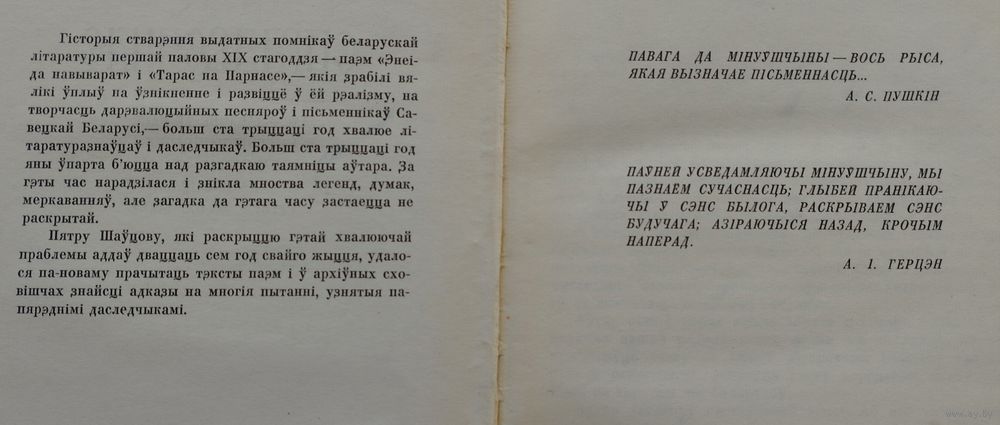 Гісторыя стварэння выдатных помнікаў беларускай
літаратуры першай паловы XIX стагоддзя — паэм «Энеі-
да навыварат» і «Тарас на Парнасе»,— якія зрабілі вя-
лікі ўплыў на ўзнікненне і развіццё ў ёй рэалізму, на
творчасць дарэвалюцыйных песняроў і пісьменнікаў Са-
вецкай Беларусі,— больш ста трыццаці год хвалюе лі-
таратуразнаўцаў і даследчыкаў. Больш ста трыццаці год
яны ўпарта б'юцца над разгадкаю таямніцы аўтара. За
гэты час нарадзілася і знікла мноства легенд, думак,
меркаванняў, але загадка да гэтага часу застаецца не
раскрытай.
Пятру Шаўцову, які раскрыццю гэтай хвалюючай
праблемы аддаў дваццаць сем год свайго жыцця, удало-
ся па-новаму прачытаць тэксты паэм і ў архіўных схо-
вішчах знайсці адказы на многія пытанні, узнятыя па-
пярэднімі даследчыкамі.
ПАВАГА ДА МІНУЎШЧЫНЫ — ВОСЬ РЫСА,
ЯКАЯ ВЫЗНАЧАЕ ПІСЬМЕННАСЦЬ...
А. С. ПУШКІН
ПАЎНЕЙ УСВЕДАМЛЯЮЧЫ МІНУЎШЧЫНУ, МЫ
ПАЗНАЕМ СУЧАСНАСЦЬ; ГЛЫБЕЙ ПРАНІКАЮ-
ЧЫ Ў СЭНС БЫЛОГА, РАСКРЫВАЕМ СЭНС
БУДУЧАГА; АЗІРАЮЧЫСЯ НАЗАД, КРОЧЫМ
НАПЕРАД.
А. І. ГЕРЦЭН
www.ay.by